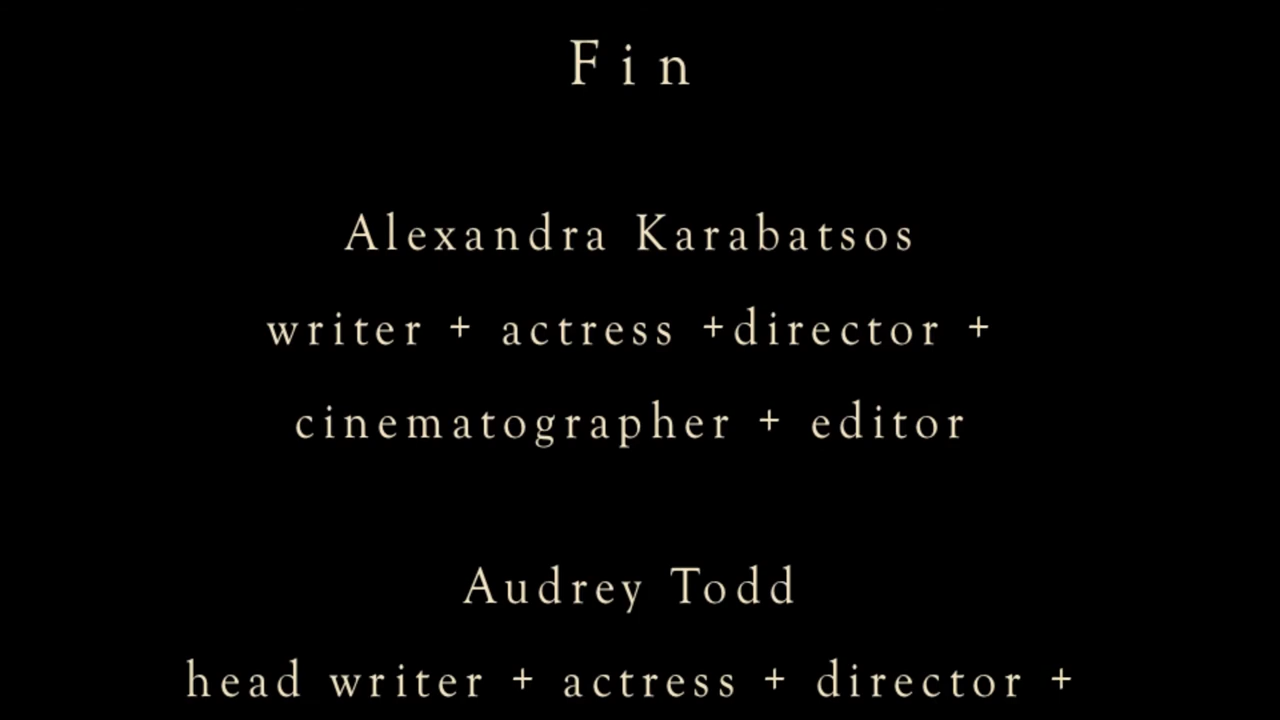 Fin
Alexandra Karabatsos
writer + actress +director +
cinematographer + editor
Audrey Todd
head writer + actress + director +